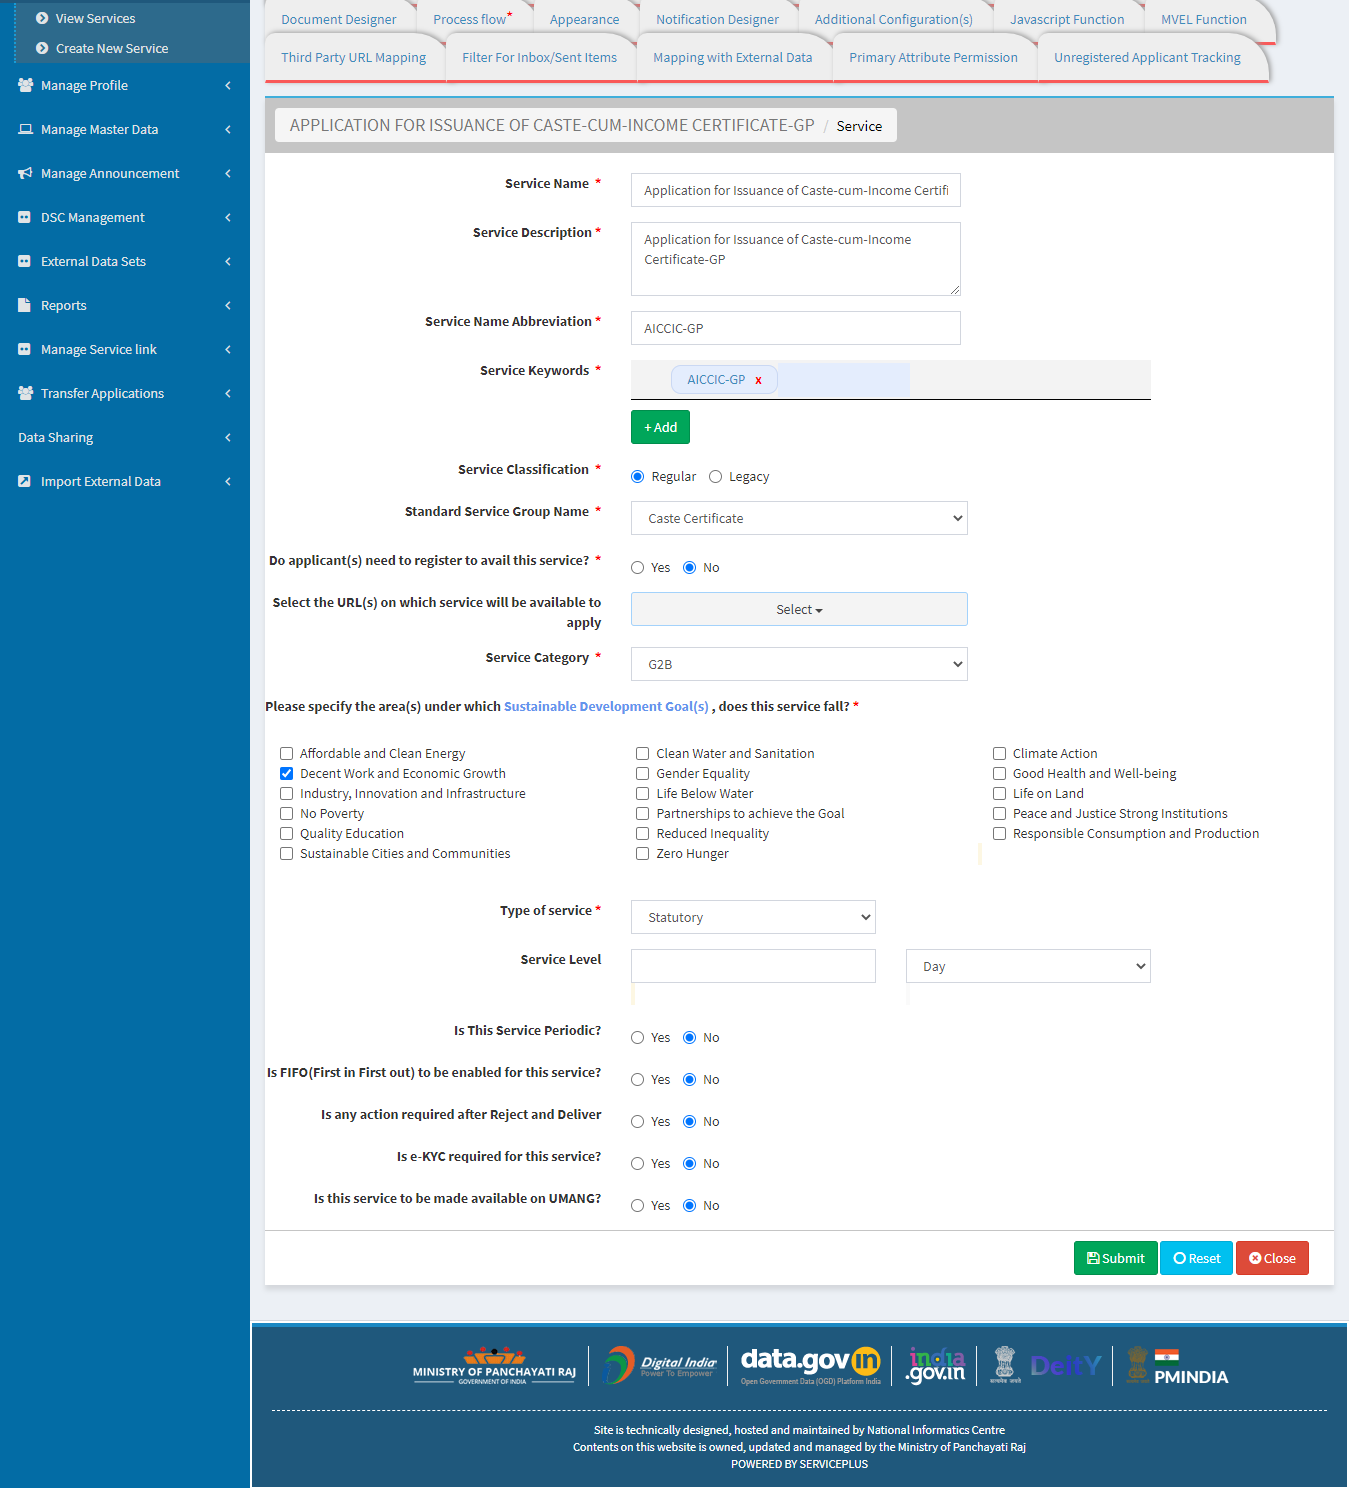 View Services
Create New Service
Manage Profile
Manage Master Data
Manage Announcement
DSC Management
External Data Sets
Reports
Manage Service link
Transfer Applications
Data Sharing
Import External Data
Document Designer
Process flow*
Appearance
Notification Designer
Additional Configuration(s)
Javascript Function
MVEL Function
Third Party URL Mapping
Filter For Inbox/Sent Items
Mapping with External Data
Primary Attribute Permission
Unregistered Applicant Tracking
APPLICATION FOR ISSUANCE OF CASTE-CUM-INCOME CERTIFICATE-GP / Service
Service Name *
Application for Issuance of Caste-cum-Income Certifi
Service Description *
Application for Issuance of Caste-cum-Income
Certificate-GP
Service Name Abbreviation *
AICCIC-GP
Service Keywords *
AICCIC-GP x
+ Add
Service Classification *
Regular Legacy
Standard Service Group Name *
Caste Certificate
Do applicant(s) need to register to avail this service? *
Yes No
Select the URL(s) on which service will be available to
apply
Select
Service Category *
G2B
Please specify the area(s) under which Sustainable Development Goal(s) , does this service fall? *
Affordable and Clean Energy Clean Water and Sanitation Climate Action
Decent Work and Economic Growth Gender Equality Good Health and Well-being
Industry, Innovation and Infrastructure Life Below Water Life on Land
No Poverty Partnerships to achieve the Goal Peace and Justice Strong Institutions
Quality Education Reduced Inequality Responsible Consumption and Production
Sustainable Cities and Communities Zero Hunger
Type of service *
Statutory
Service Level
Day
Is This Service Periodic?
Yes No
Is FIFO(First in First out) to be enabled for this service?
Yes No
Is any action required after Reject and Deliver
Yes No
Is e-KYC required for this service?
Yes No
Is this service to be made available on UMANG?
Yes No
Submit Reset Close
MINISTRY OF PANCHAYATI RAJ
GOVERNMENT OF INDIA
Digital India
Power To Empower
data.gov in
Open Government Data (OGD) Platform India
india
.gov.in
सत्यमेव जयते
DeitY
PMINDIA
Site is technically designed, hosted and maintained by National Informatics Centre
Contents on this website is owned, updated and managed by the Ministry of Panchayati Raj
POWERED BY SERVICEPLUS